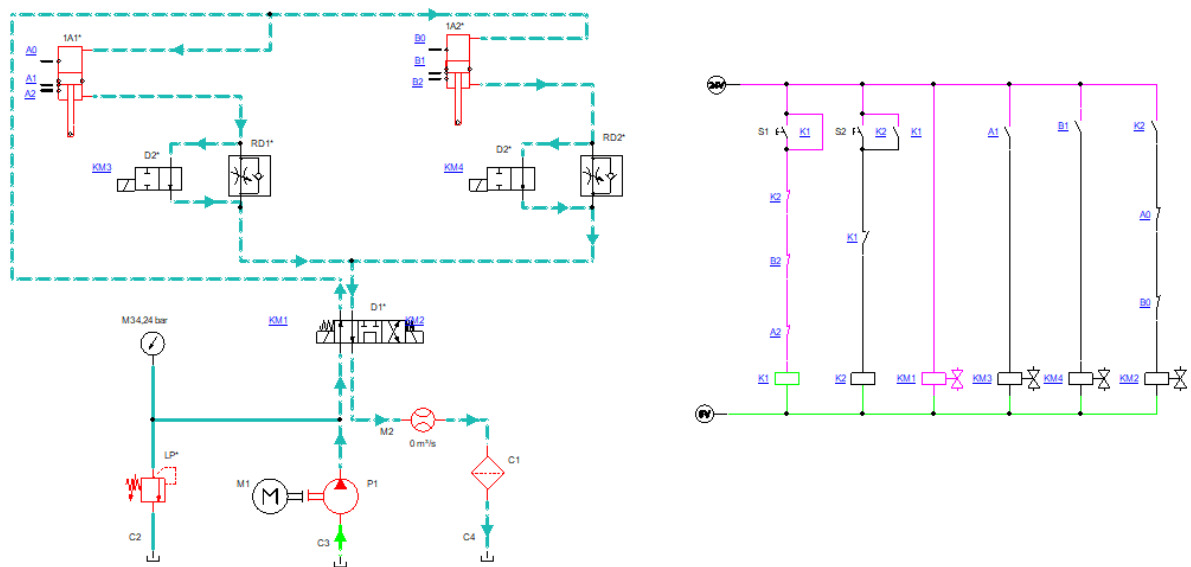 1A1*
A0
A1
A2
1A2*
B0
B1
B2
D2*
KM3
RD1*
D2*
KM4
RD2*
M34,24 bar
KM1
D1*
KM2
LP*
C2
M1
M
P1
C3
M2
0 m³/s
C1
C4
24V
S1
K1
S2
K2
K1
A1
B1
K2
K2
K1
A0
B2
B0
A2
K1
K2
KM1
KM3
KM4
KM2
0V